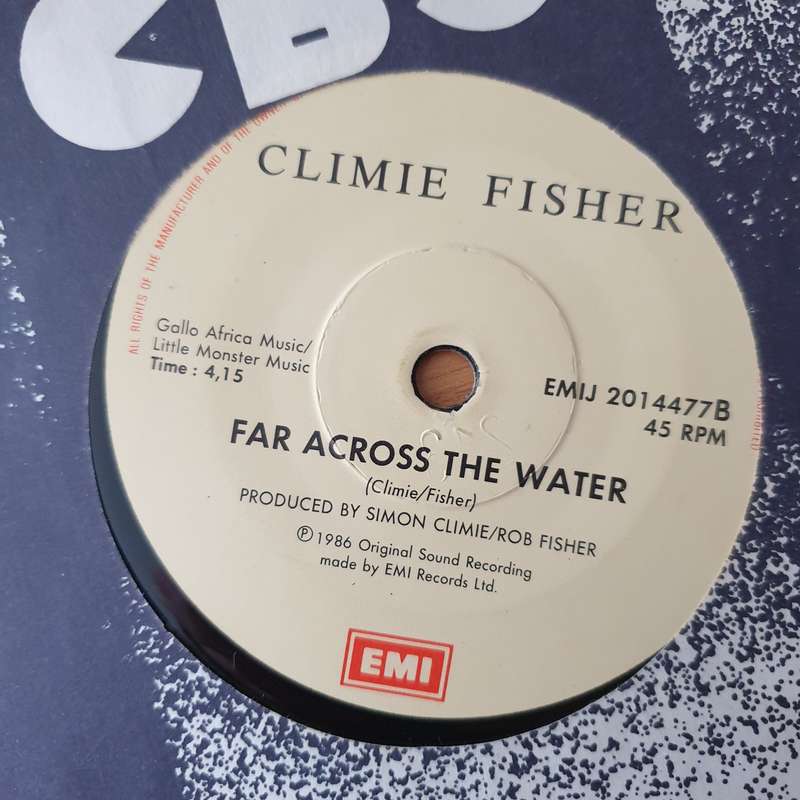 CBS
CLIMIE FISHER
ALL RIGHTS OF THE MANUFACTURER AND OF THE OWNER
Gallo Africa Music/
Little Monster Music
Time : 4,15
EMIJ 2014477B
45 RPM
FAR ACROSS THE WATER
(Climie/Fisher)
PRODUCED BY SIMON CLIMIE/ROB FISHER
℗ 1986 Original Sound Recording
made by EMI Records Ltd.
EMI